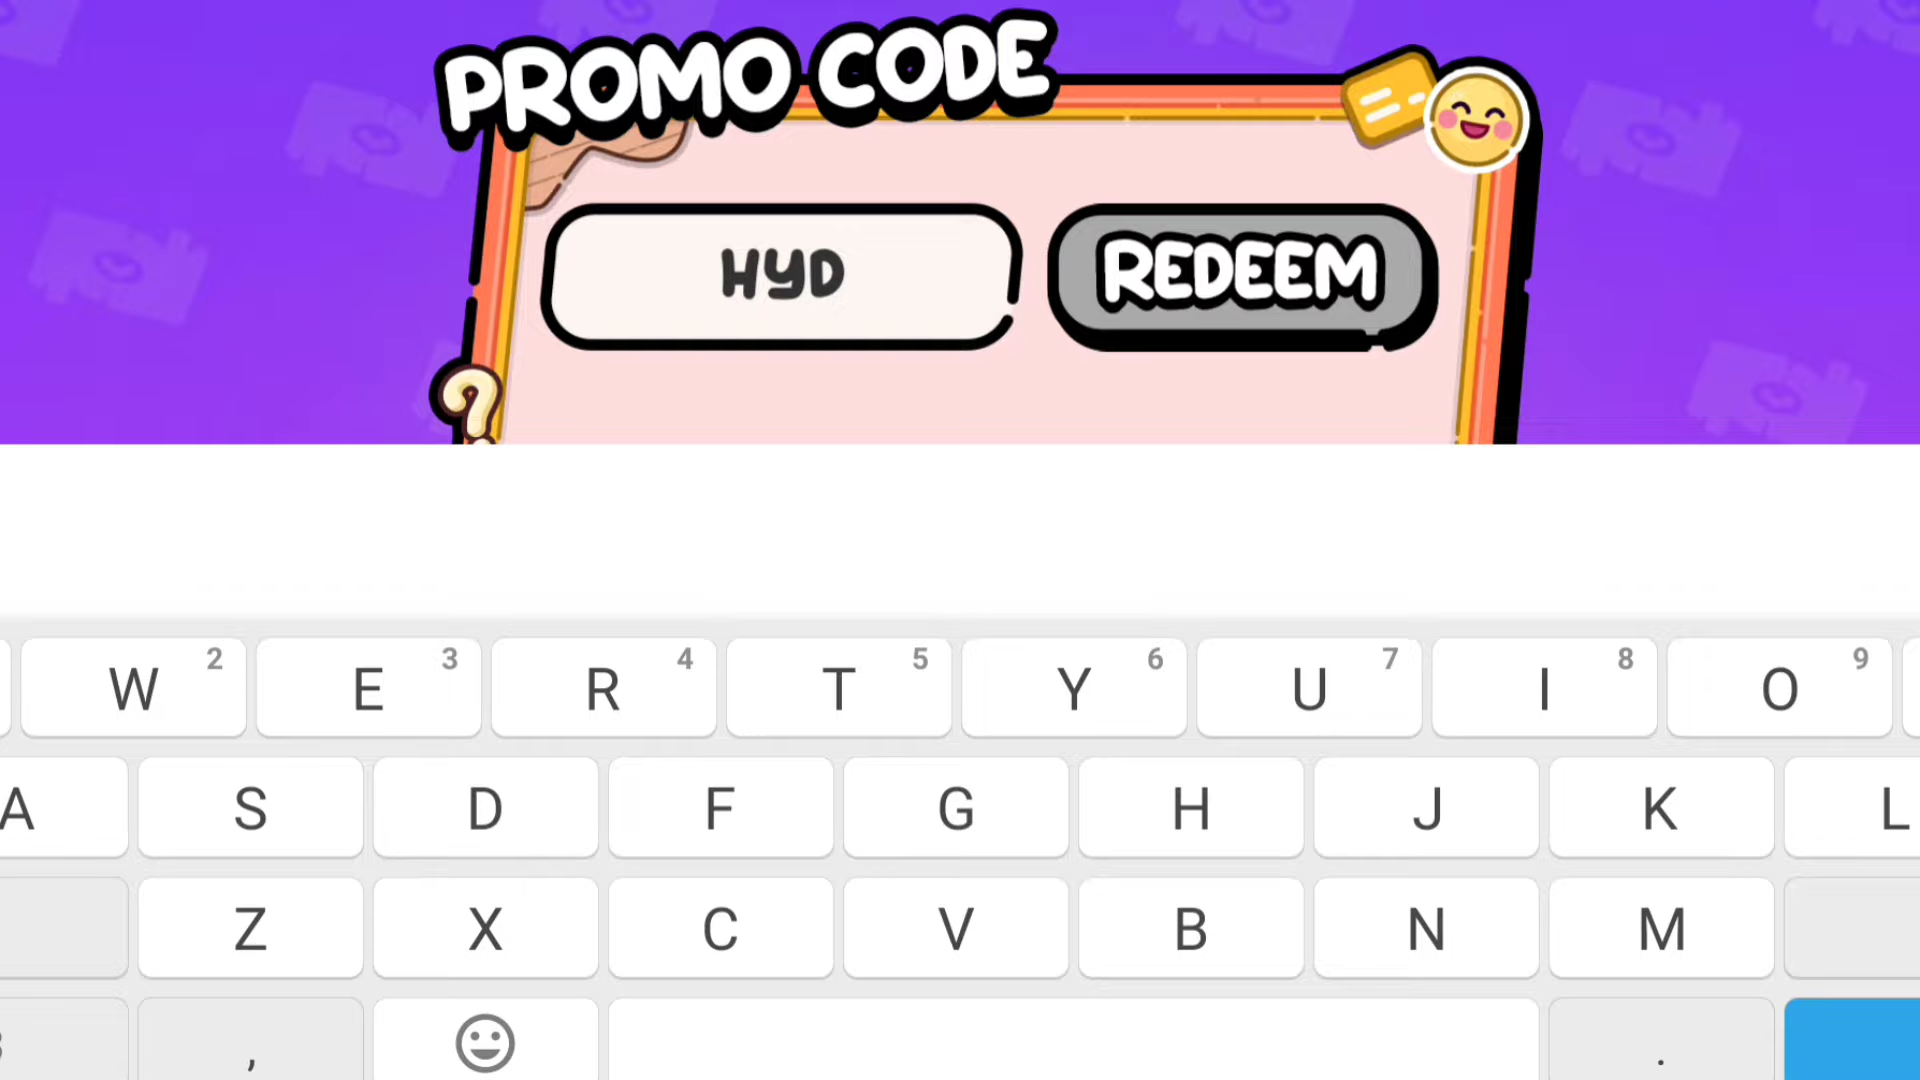 PROMO CODE
HYD
REDEEM
?
W 2 E 3 R 4 T 5 Y 6 U 7 I 8 O 9
A S D F G H J K L
Z X C V B N M
, .